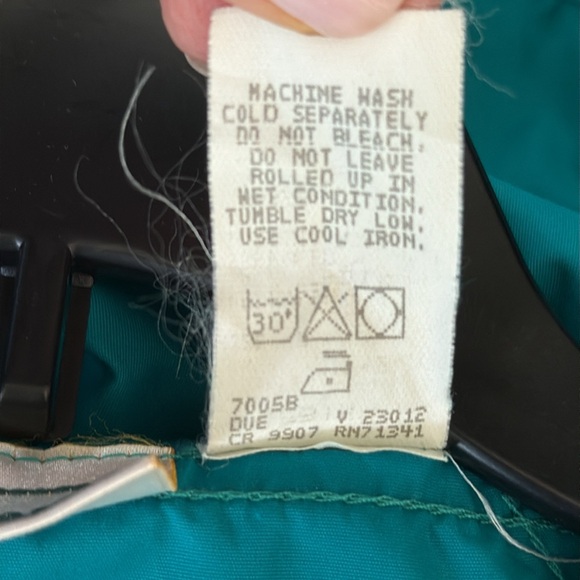 MACHINE WASH
COLD SEPARATELY
DO NOT BLEACH.
DO NOT LEAVE
ROLLED UP IN
WET CONDITION.
TUMBLE DRY LOW.
USE COOL IRON.
30°
7005B
DUE V 23012
CR 9907 RN71341